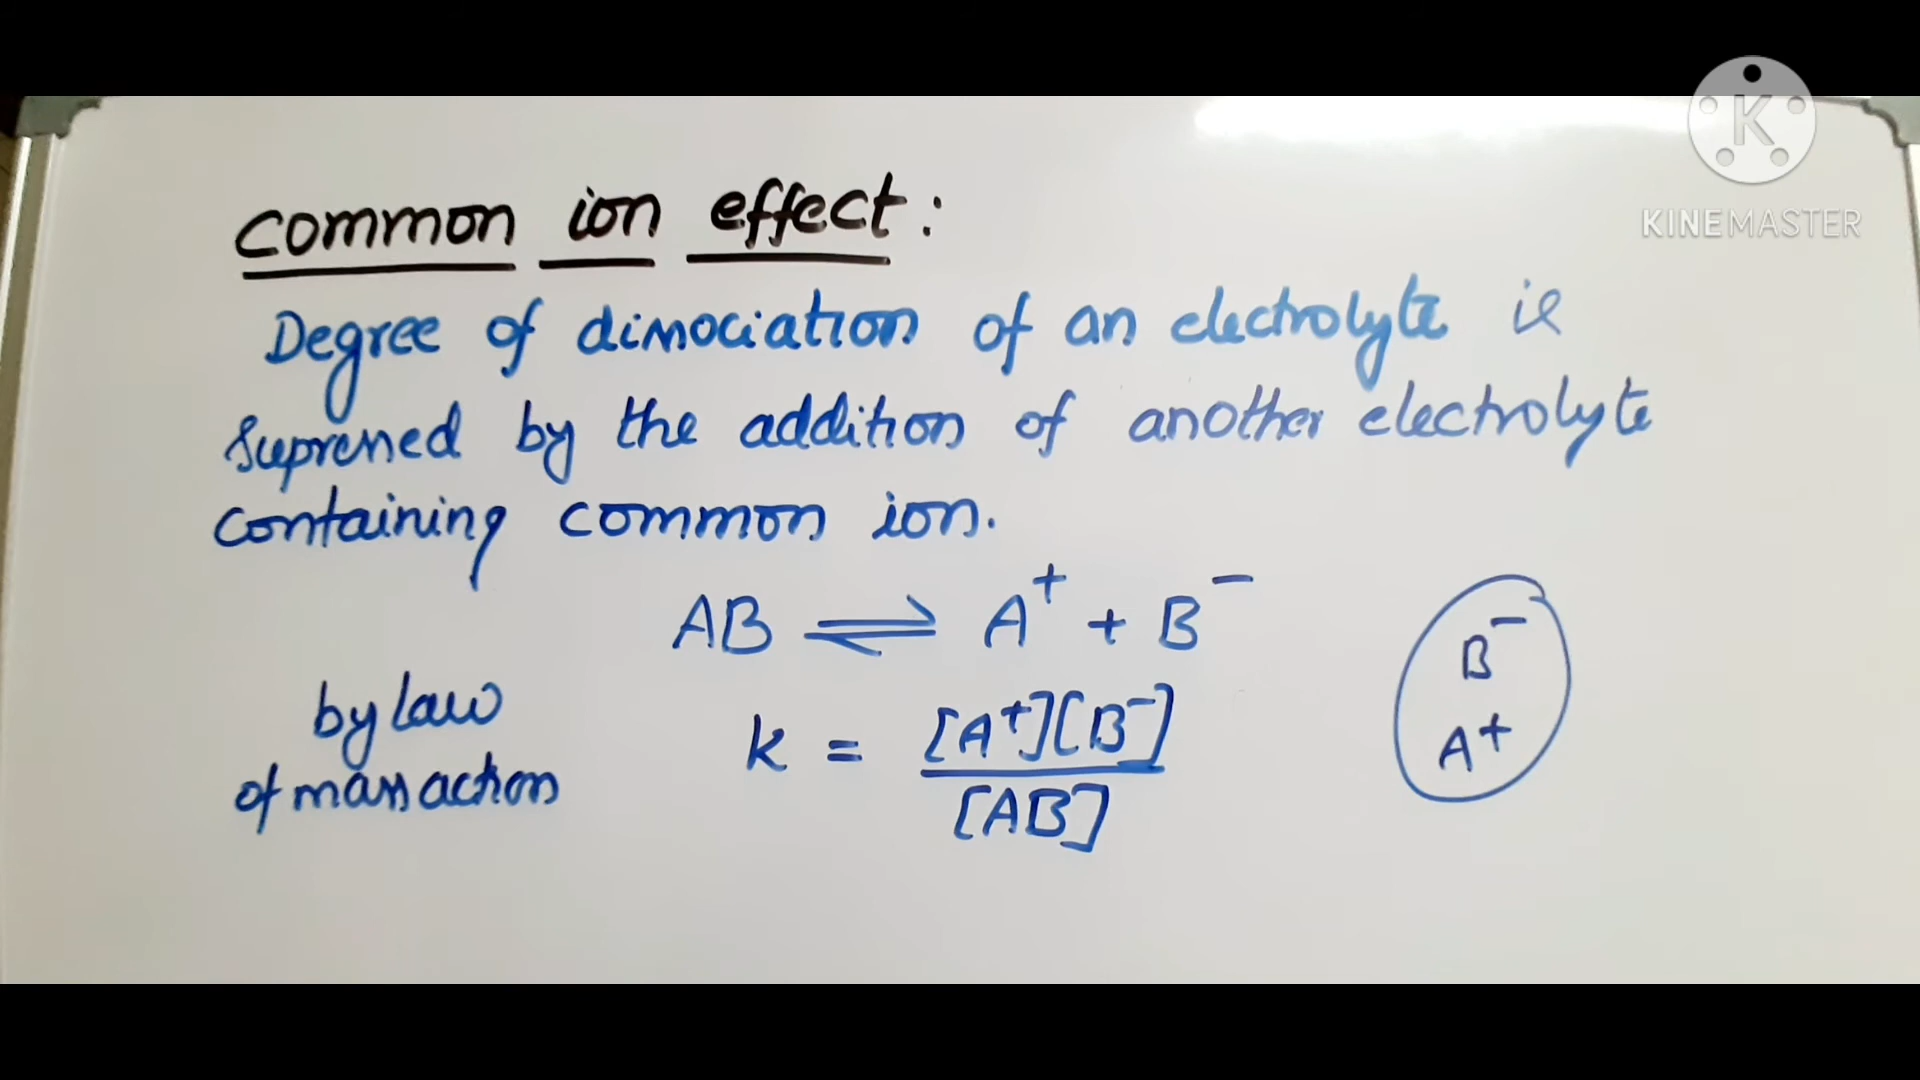 common ion effect:
Degree of dissociation of an electrolyte is
supressed by the addition of another electrolyte
containing common ion.
AB ⇌ A⁺ + B⁻
by law
of mass action
k = [A⁺][B⁻]
[AB]
B⁻
A⁺
K
KINEMASTER